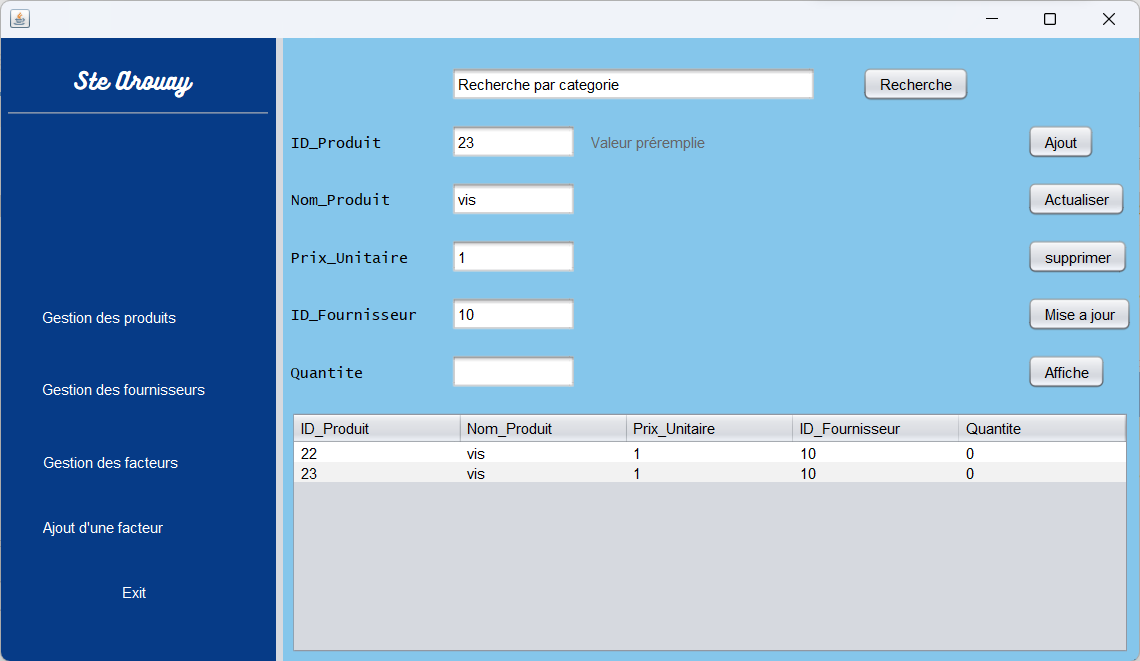 Ste Arouay
Gestion des produits
Gestion des fournisseurs
Gestion des facteurs
Ajout d'une facteur
Exit
Recherche par categorie Recherche
ID_Produit 23 Valeur préremplie Ajout
Nom_Produit vis Actualiser
Prix_Unitaire 1 supprimer
ID_Fournisseur 10 Mise a jour
Quantite Affiche
ID_Produit Nom_Produit Prix_Unitaire ID_Fournisseur Quantite
22 vis 1 10 0
23 vis 1 10 0